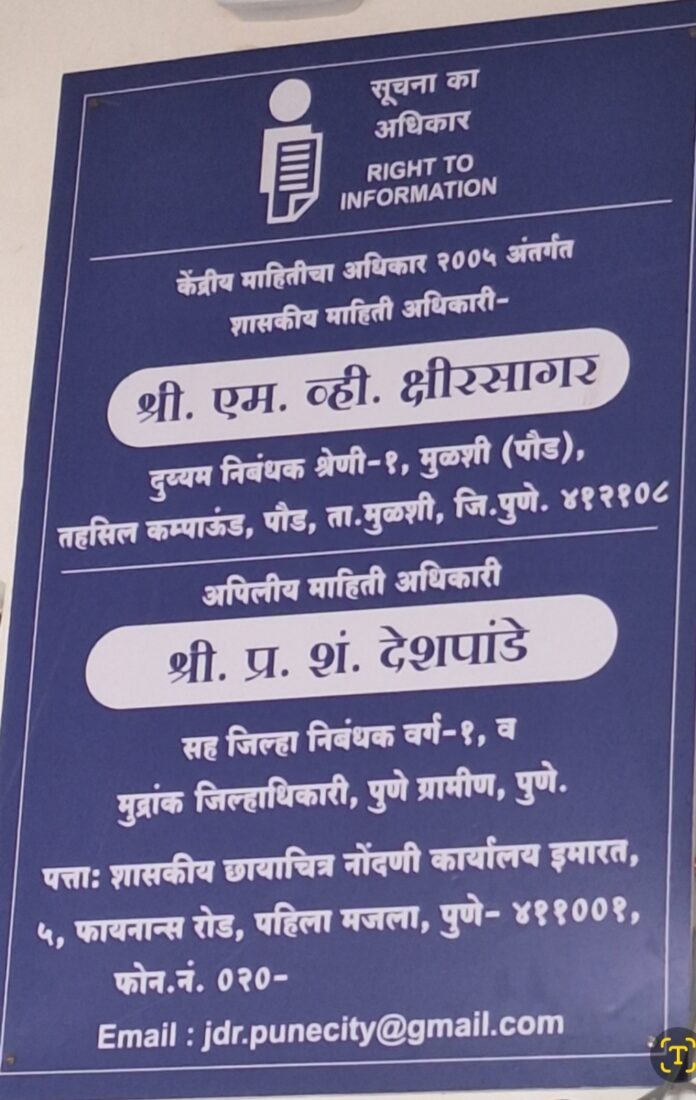 सूचना का
अधिकार
RIGHT TO
INFORMATION
केंद्रीय माहितीचा अधिकार २००५ अंतर्गत
शासकीय माहिती अधिकारी-
श्री. एम. व्ही. क्षीरसागर
दुय्यम निबंधक श्रेणी-१, मुळशी (पौड),
तहसिल कम्पाऊंड, पौड, ता.मुळशी, जि.पुणे. ४१२१०८
अपिलीय माहिती अधिकारी
श्री. प्र. शं. देशपांडे
सह जिल्हा निबंधक वर्ग-१, व
मुद्रांक जिल्हाधिकारी, पुणे ग्रामीण, पुणे.
पत्ता: शासकीय छायाचित्र नोंदणी कार्यालय इमारत,
५, फायनान्स रोड, पहिला मजला, पुणे- ४११००१,
फोन.नं. ०२०-
Email : jdr.punecity@gmail.com